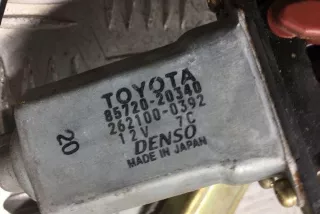 TOYOTA
85720-20340
262100-0392
12V 7C
DENSO
MADE IN JAPAN
20